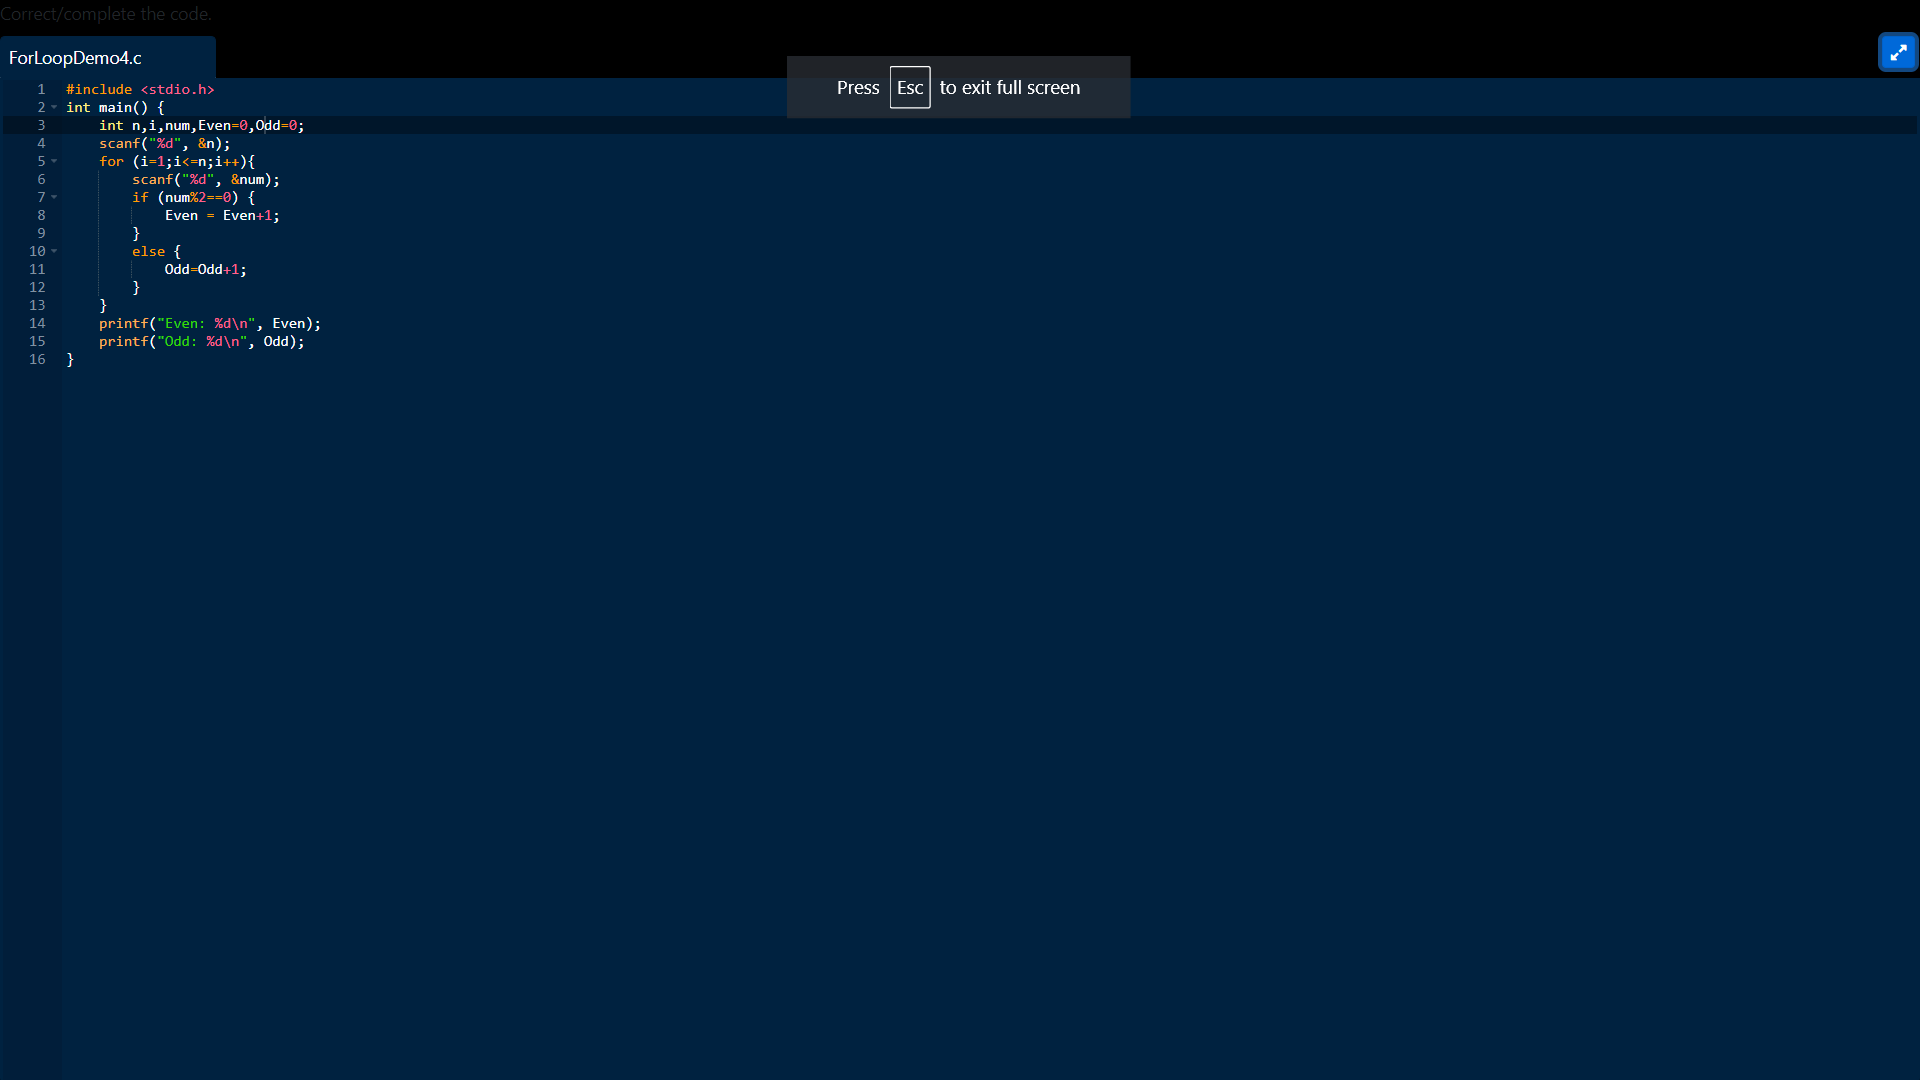 Correct/complete the code.
ForLoopDemo4.c
Press Esc to exit full screen
1 #include <stdio.h>
2 int main() {
3 int n,i,num,Even=0,Odd=0;
4 scanf("%d", &n);
5 for (i=1;i<=n;i++){
6 scanf("%d", &num);
7 if (num%2==0) {
8 Even = Even+1;
9 }
10 else {
11 Odd=Odd+1;
12 }
13 }
14 printf("Even: %d\n", Even);
15 printf("Odd: %d\n", Odd);
16 }